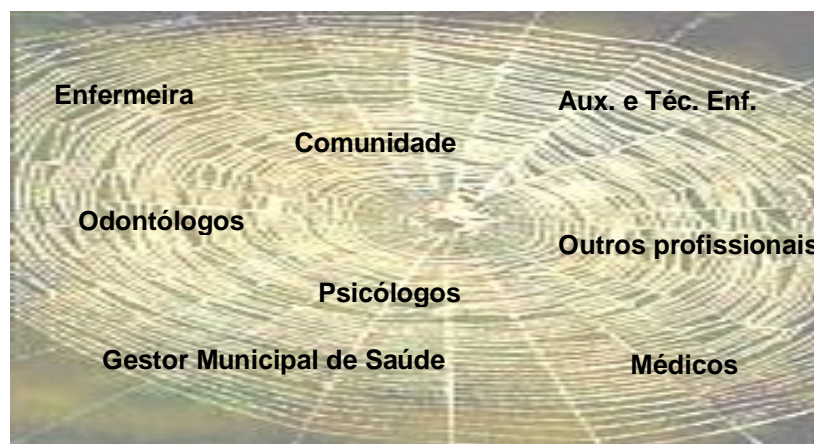 Enfermeira
Aux. e Téc. Enf.
Comunidade
Odontólogos
Outros profissionais
Psicólogos
Gestor Municipal de Saúde
Médicos